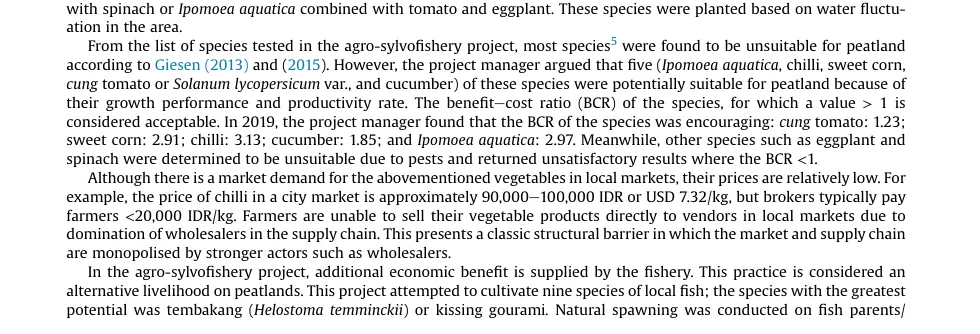 with spinach or Ipomoea aquatica combined with tomato and eggplant. These species were planted based on water fluctu-
ation in the area.
From the list of species tested in the agro-sylvofishery project, most species5 were found to be unsuitable for peatland
according to Giesen (2013) and (2015). However, the project manager argued that five (Ipomoea aquatica, chilli, sweet corn,
cung tomato or Solanum lycopersicum var., and cucumber) of these species were potentially suitable for peatland because of
their growth performance and productivity rate. The benefit−cost ratio (BCR) of the species, for which a value > 1 is
considered acceptable. In 2019, the project manager found that the BCR of the species was encouraging: cung tomato: 1.23;
sweet corn: 2.91; chilli: 3.13; cucumber: 1.85; and Ipomoea aquatica: 2.97. Meanwhile, other species such as eggplant and
spinach were determined to be unsuitable due to pests and returned unsatisfactory results where the BCR <1.
Although there is a market demand for the abovementioned vegetables in local markets, their prices are relatively low. For
example, the price of chilli in a city market is approximately 90,000−100,000 IDR or USD 7.32/kg, but brokers typically pay
farmers <20,000 IDR/kg. Farmers are unable to sell their vegetable products directly to vendors in local markets due to
domination of wholesalers in the supply chain. This presents a classic structural barrier in which the market and supply chain
are monopolised by stronger actors such as wholesalers.
In the agro-sylvofishery project, additional economic benefit is supplied by the fishery. This practice is considered an
alternative livelihood on peatlands. This project attempted to cultivate nine species of local fish; the species with the greatest
potential was tembakang (Helostoma temminckii) or kissing gourami. Natural spawning was conducted on fish parents/